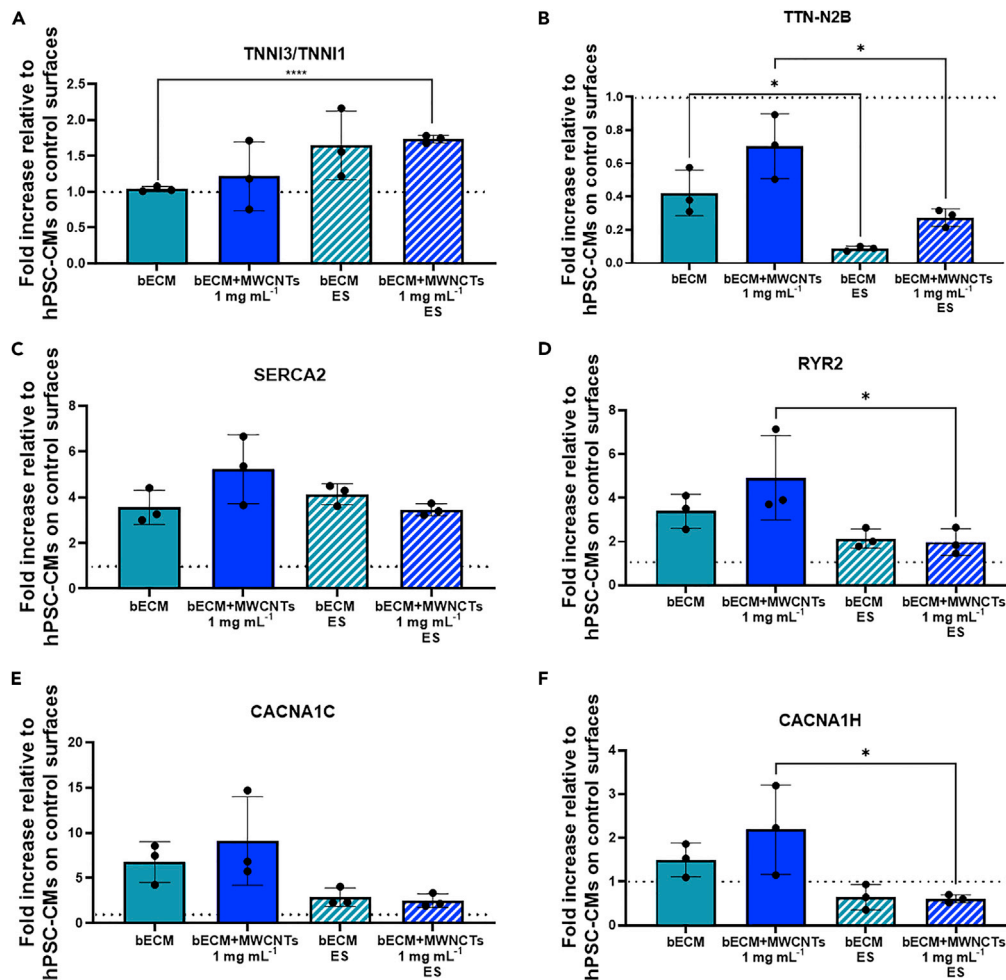 A
TNNI3/TNNI1
Fold increase relative to
hPSC-CMs on control surfaces
2.5
2.0
1.5
1.0
0.5
0.0
****
bECM
bECM+MWCNTs
1 mg mL-1
bECM
ES
bECM+MWNCTs
1 mg mL-1
ES
B
TTN-N2B
Fold increase relative to
hPSC-CMs on control surfaces
1.0
0.8
0.6
0.4
0.2
0.0
*
*
bECM
bECM+MWCNTs
1 mg mL-1
bECM
ES
bECM+MWNCTs
1 mg mL-1
ES
C
SERCA2
Fold increase relative to
hPSC-CMs on control surfaces
8
6
4
2
0
bECM
bECM+MWCNTs
1 mg mL-1
bECM
ES
bECM+MWNCTs
1 mg mL-1
ES
D
RYR2
Fold increase relative to
hPSC-CMs on control surfaces
8
6
4
2
0
*
bECM
bECM+MWCNTs
1 mg mL-1
bECM
ES
bECM+MWNCTs
1 mg mL-1
ES
E
CACNA1C
Fold increase relative to
hPSC-CMs on control surfaces
20
15
10
5
0
bECM
bECM+MWCNTs
1 mg mL-1
bECM
ES
bECM+MWNCTs
1 mg mL-1
ES
F
CACNA1H
Fold increase relative to
hPSC-CMs on control surfaces
4
3
2
1
0
*
bECM
bECM+MWCNTs
1 mg mL-1
bECM
ES
bECM+MWNCTs
1 mg mL-1
ES